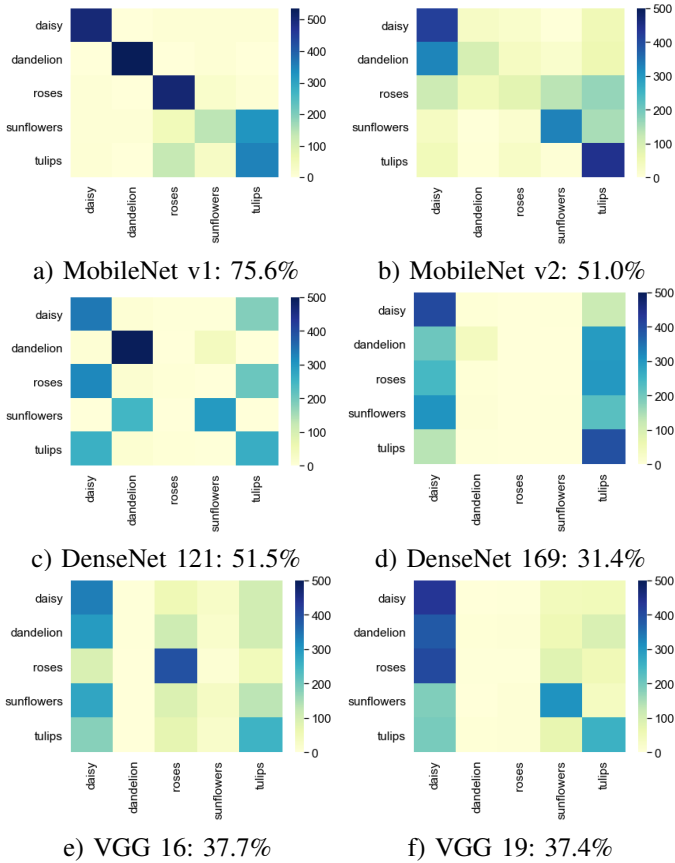 daisy
dandelion
roses
sunflowers
tulips
daisy
dandelion
roses
sunflowers
tulips
500
400
300
200
100
0
a) MobileNet v1: 75.6%
daisy
dandelion
roses
sunflowers
tulips
daisy
dandelion
roses
sunflowers
tulips
500
400
300
200
100
0
b) MobileNet v2: 51.0%
daisy
dandelion
roses
sunflowers
tulips
daisy
dandelion
roses
sunflowers
tulips
500
400
300
200
100
0
c) DenseNet 121: 51.5%
daisy
dandelion
roses
sunflowers
tulips
daisy
dandelion
roses
sunflowers
tulips
500
400
300
200
100
0
d) DenseNet 169: 31.4%
daisy
dandelion
roses
sunflowers
tulips
daisy
dandelion
roses
sunflowers
tulips
500
400
300
200
100
0
e) VGG 16: 37.7%
daisy
dandelion
roses
sunflowers
tulips
daisy
dandelion
roses
sunflowers
tulips
500
400
300
200
100
0
f) VGG 19: 37.4%